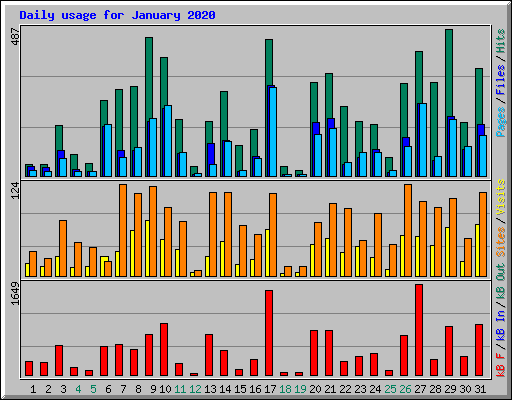 Daily usage for January 2020
487
124
1649
Pages / Files / Hits
Sites / Visits
kB F / kB In / kB Out
1 2 3 4 5 6 7 8 9 10 11 12 13 14 15 16 17 18 19 20 21 22 23 24 25 26 27 28 29 30 31